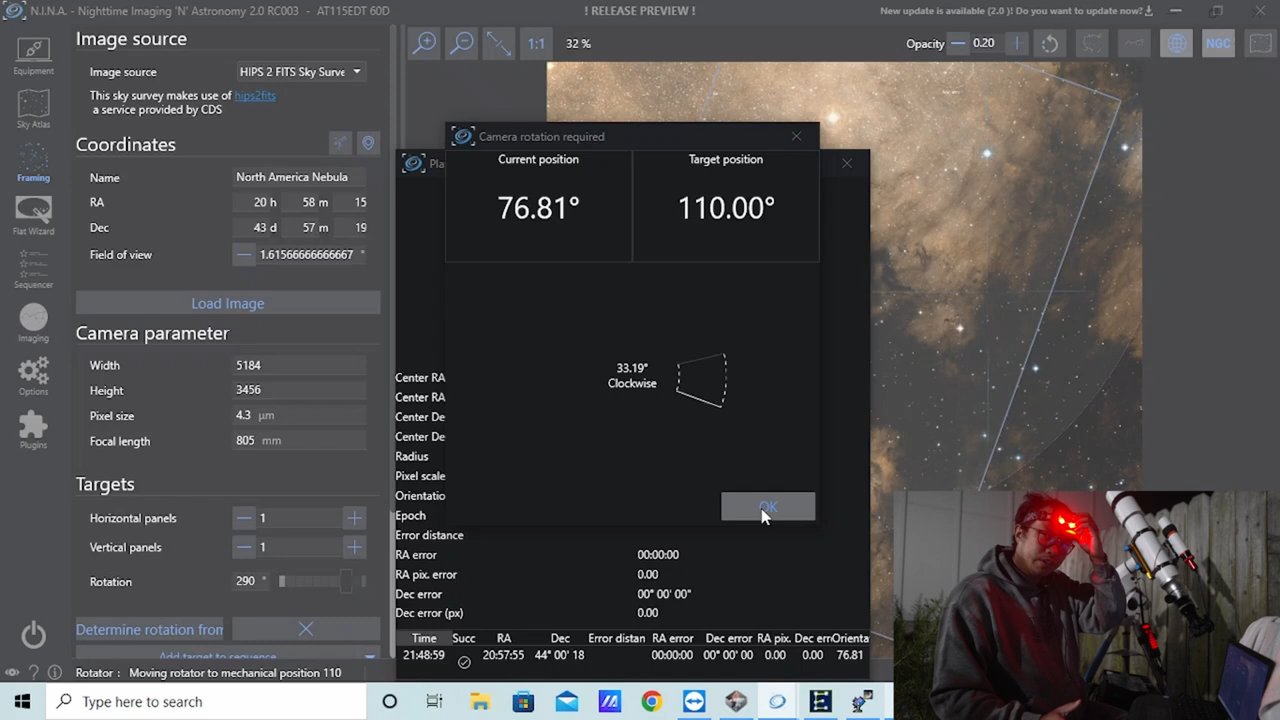 N.I.N.A. - Nighttime Imaging 'N' Astronomy 2.0 RC003 - AT115EDT 60D
! RELEASE PREVIEW !
New update is available (2.0 )! Do you want to update now?
Equipment
Sky Atlas
Framing
Flat Wizard
Sequencer
Imaging
Options
Plugins
Image source
Image source HIPS 2 FITS Sky Surve
This sky survey makes use of hips2fits
a service provided by CDS
Coordinates
Name North America Nebula
RA 20 h 58 m 15
Dec 43 d 57 m 19
Field of view 1.61566666666667 °
Load Image
Camera parameter
Width 5184
Height 3456
Pixel size 4.3 µm
Focal length 805 mm
Targets
Horizontal panels 1
Vertical panels 1
Rotation 290 °
Determine rotation from
Add target to sequence
Rotator : Moving rotator to mechanical position 110
1:1 32 %
Opacity 0.20
NGC
Pla
Camera rotation required
Current position Target position
76.81° 110.00°
33.19°
Clockwise
OK
Center RA
Center RA
Center De
Center De
Radius
Pixel scale
Orientatio
Epoch
Error distance
RA error 00:00:00
RA pix. error 0.00
Dec error 00° 00' 00"
Dec error (px) 0.00
Time Succ RA Dec Error distan RA error Dec error RA pix. Dec erri Orienta
21:48:59 20:57:55 44° 00' 18 00:00:00 00° 00' 00 0.00 0.00 76.81
Type here to search